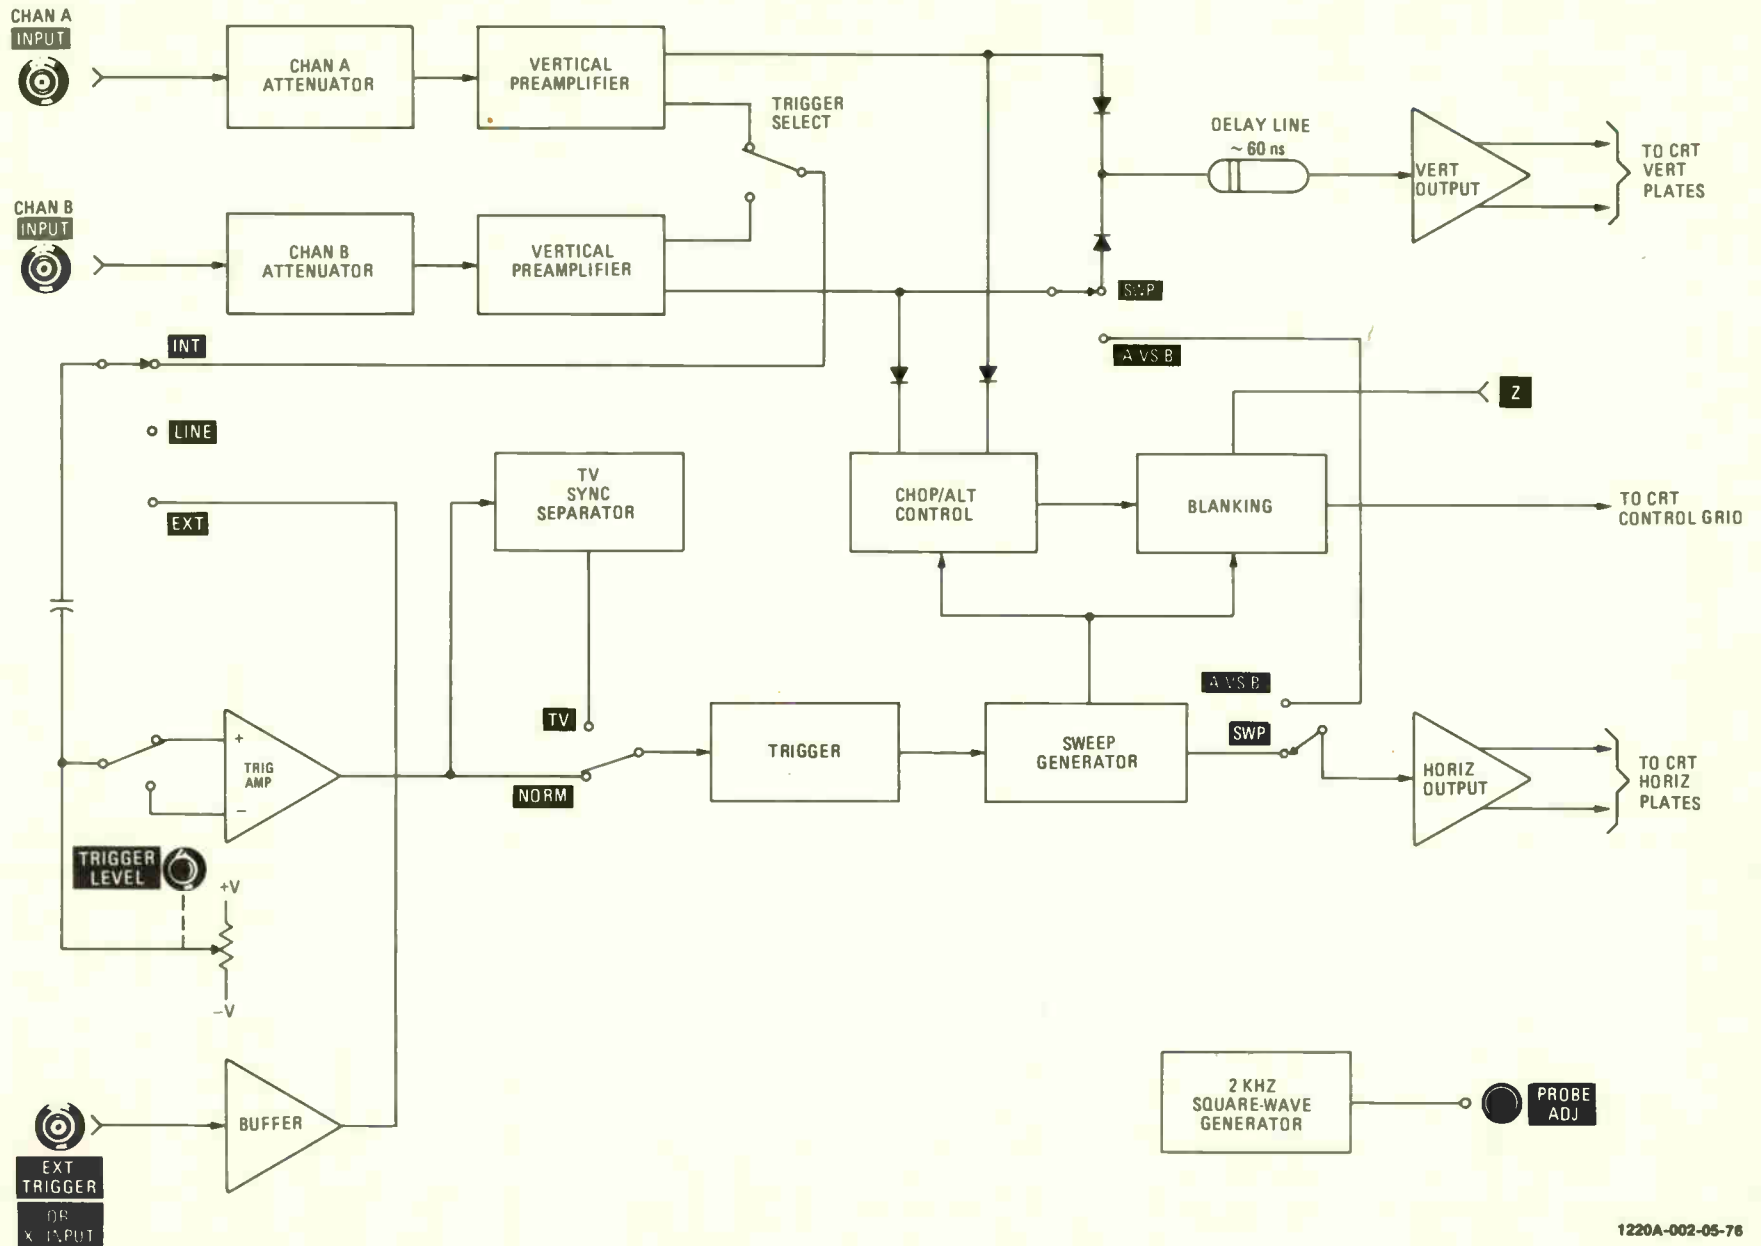 CHAN A
INPUT
CHAN A
ATTENUATOR
VERTICAL
PREAMPLIFIER
TRIGGER
SELECT
DELAY LINE
~ 60 ns
VERT
OUTPUT
TO CRT
VERT
PLATES
CHAN B
INPUT
CHAN B
ATTENUATOR
VERTICAL
PREAMPLIFIER
SWP
A VS B
INT
LINE
EXT
Z
TV
SYNC
SEPARATOR
CHOP/ALT
CONTROL
BLANKING
TO CRT
CONTROL GRID
+
TRIG
AMP
−
TV
NORM
TRIGGER
SWEEP
GENERATOR
A VS B
SWP
HORIZ
OUTPUT
TO CRT
HORIZ
PLATES
TRIGGER
LEVEL
+V
−V
BUFFER
EXT
TRIGGER
OR
X INPUT
2 KHZ
SQUARE-WAVE
GENERATOR
PROBE
ADJ
1220A-002-05-76